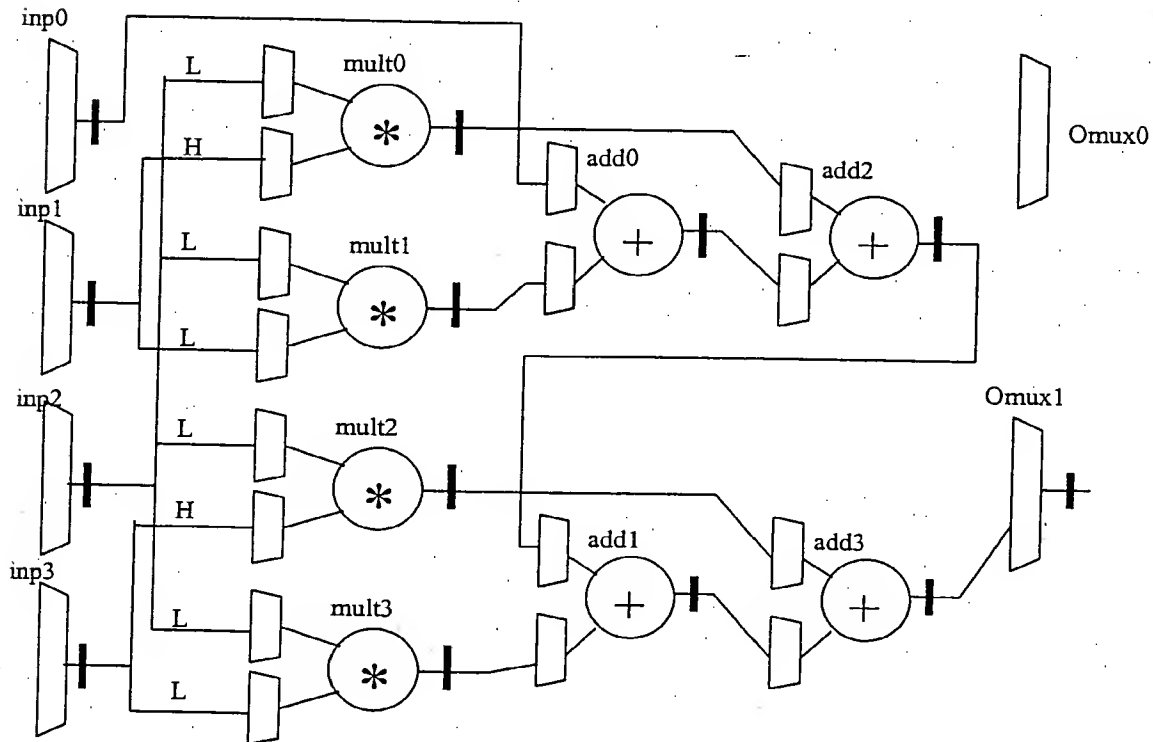 inp0
L
mult0
*
H
add0
add2
Omux0
inp1
L
mult1
+
+
*
L
inp2
Omux1
L
mult2
*
H
add1
add3
inp3
L
mult3
+
+
*
L